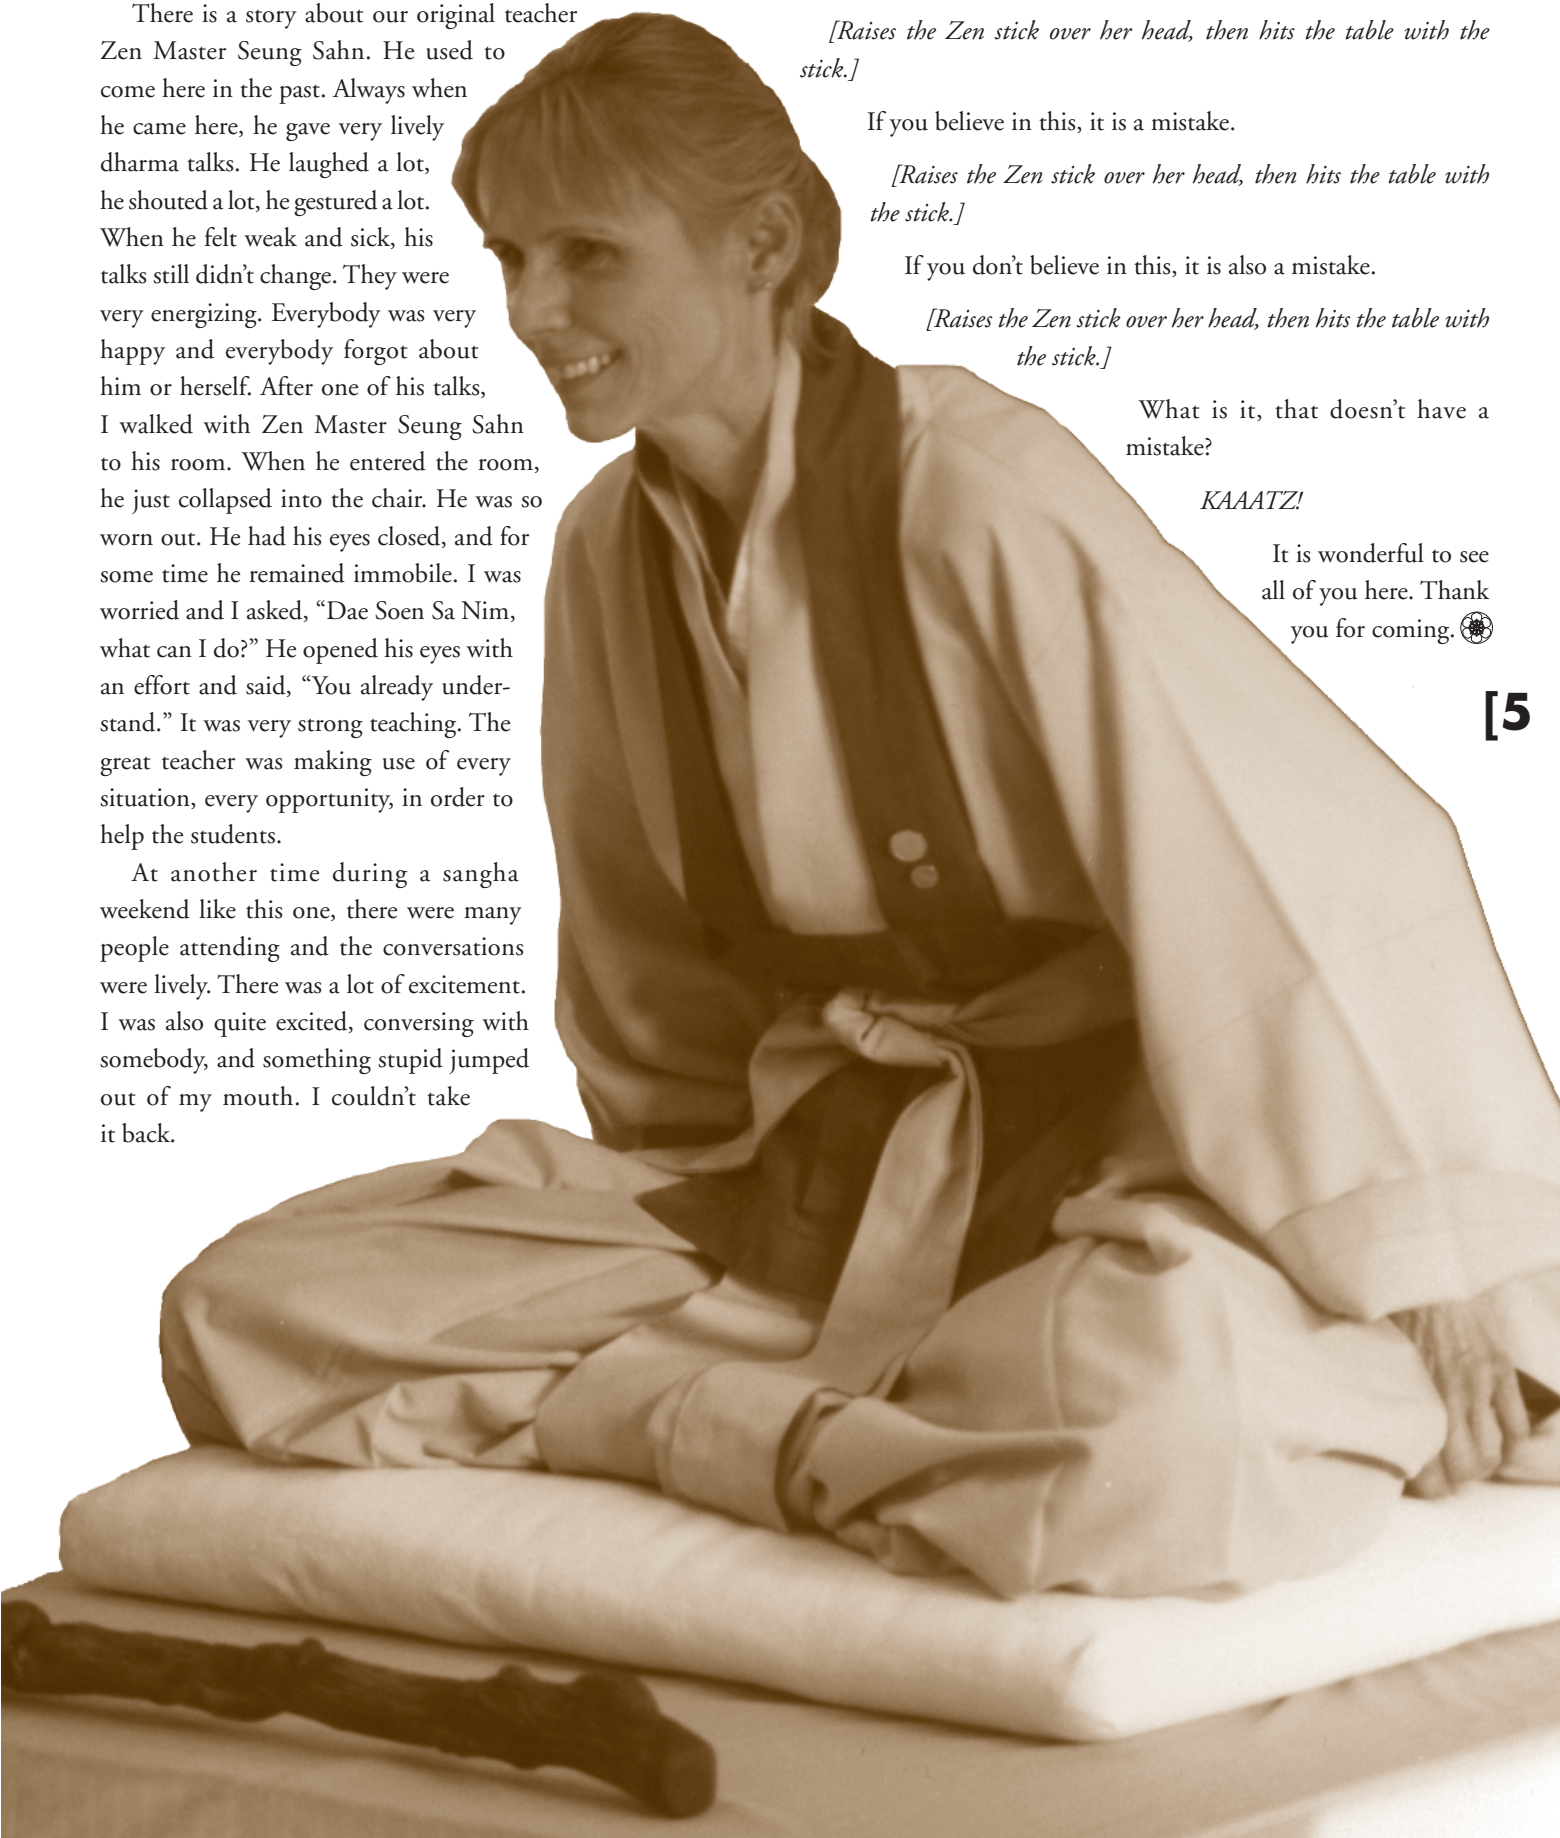 There is a story about our original teacher
Zen Master Seung Sahn. He used to
come here in the past. Always when
he came here, he gave very lively
dharma talks. He laughed a lot,
he shouted a lot, he gestured a lot.
When he felt weak and sick, his
talks still didn’t change. They were
very energizing. Everybody was very
happy and everybody forgot about
him or herself. After one of his talks,
I walked with Zen Master Seung Sahn
to his room. When he entered the room,
he just collapsed into the chair. He was so
worn out. He had his eyes closed, and for
some time he remained immobile. I was
worried and I asked, “Dae Soen Sa Nim,
what can I do?” He opened his eyes with
an effort and said, “You already under-
stand.” It was very strong teaching. The
great teacher was making use of every
situation, every opportunity, in order to
help the students.
At another time during a sangha
weekend like this one, there were many
people attending and the conversations
were lively. There was a lot of excitement.
I was also quite excited, conversing with
somebody, and something stupid jumped
out of my mouth. I couldn’t take
it back.
[Raises the Zen stick over her head, then hits the table with the
stick.]
If you believe in this, it is a mistake.
[Raises the Zen stick over her head, then hits the table with
the stick.]
If you don’t believe in this, it is also a mistake.
[Raises the Zen stick over her head, then hits the table with
the stick.]
What is it, that doesn’t have a
mistake?
KAAATZ!
It is wonderful to see
all of you here. Thank
you for coming.
[5